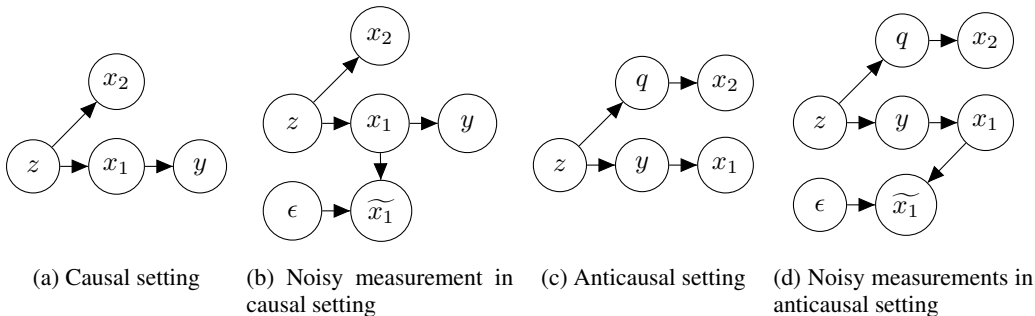 x₂
z
x₁
y
(a) Causal setting
x₂
z
x₁
y
ϵ
x̃₁
(b) Noisy measurement in
causal setting
q
x₂
z
y
x₁
(c) Anticausal setting
q
x₂
z
y
x₁
ϵ
x̃₁
(d) Noisy measurements in
anticausal setting